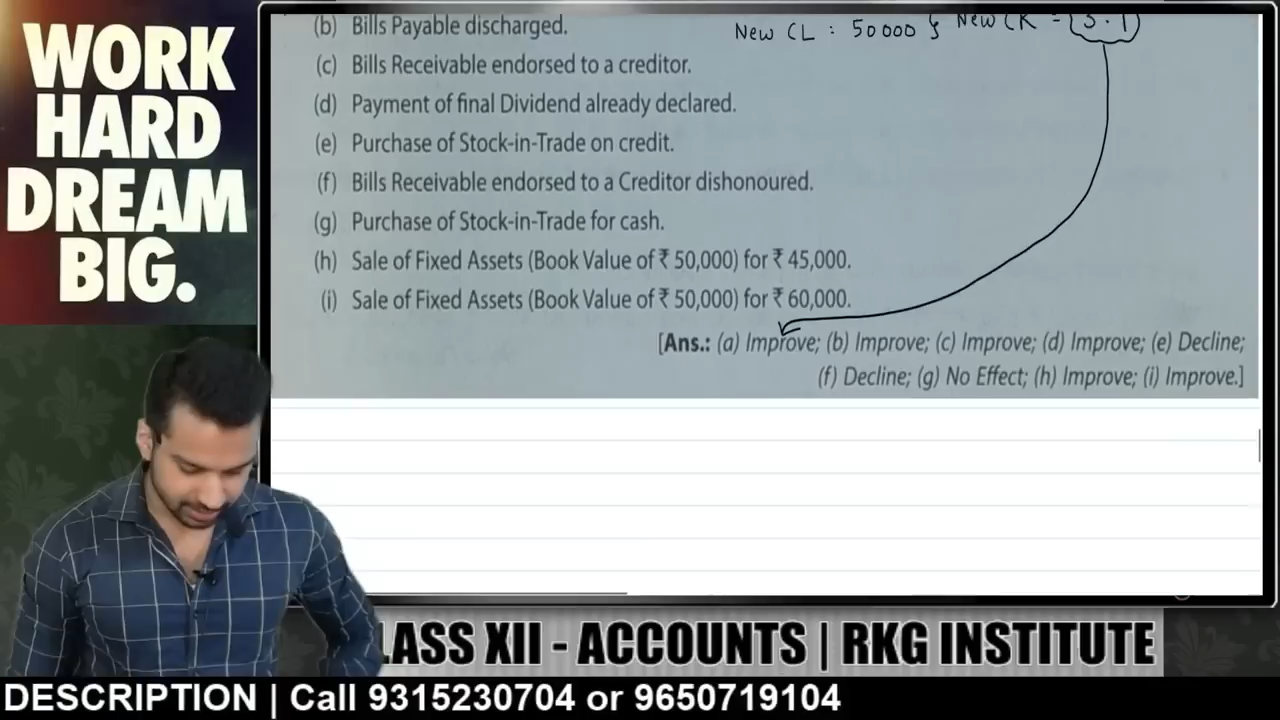 WORK
HARD
DREAM
BIG.
(b) Bills Payable discharged.
New CL : 50000 } New CR =
(c) Bills Receivable endorsed to a creditor.
(d) Payment of final Dividend already declared.
(e) Purchase of Stock-in-Trade on credit.
(f) Bills Receivable endorsed to a Creditor dishonoured.
(g) Purchase of Stock-in-Trade for cash.
(h) Sale of Fixed Assets (Book Value of ₹ 50,000) for ₹ 45,000.
(i) Sale of Fixed Assets (Book Value of ₹ 50,000) for ₹ 60,000.
[Ans.: (a) Improve; (b) Improve; (c) Improve; (d) Improve; (e) Decline;
(f) Decline; (g) No Effect; (h) Improve; (i) Improve.]
LASS XII - ACCOUNTS | RKG INSTITUTE
DESCRIPTION | Call 9315230704 or 9650719104